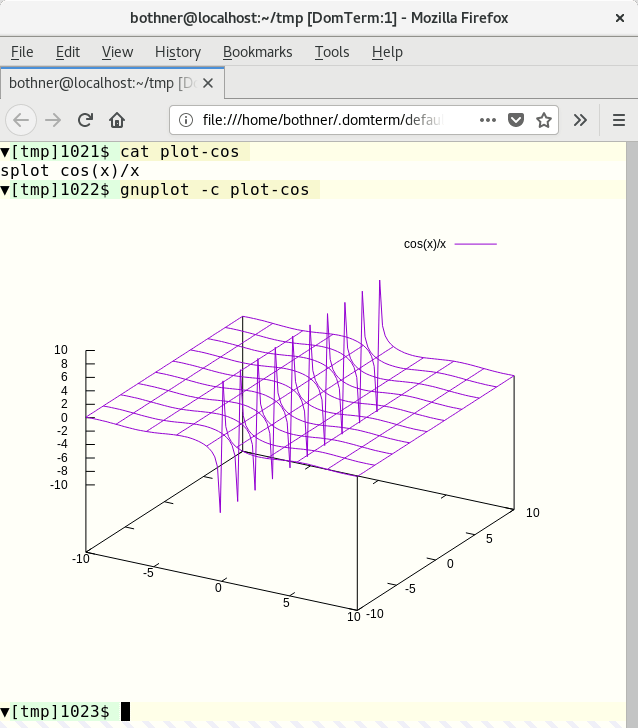 bothner@localhost:~/tmp [DomTerm:1] - Mozilla Firefox
File Edit View History Bookmarks Tools Help
bothner@localhost:~/tmp [D
file:///home/bothner/.domterm/defau
▼[tmp]1021$ cat plot-cos
splot cos(x)/x
▼[tmp]1022$ gnuplot -c plot-cos
cos(x)/x
10
8
6
4
2
0
-2
-4
-6
-8
-10
-10
-5
0
5
10
-10
-5
0
5
10
▼[tmp]1023$